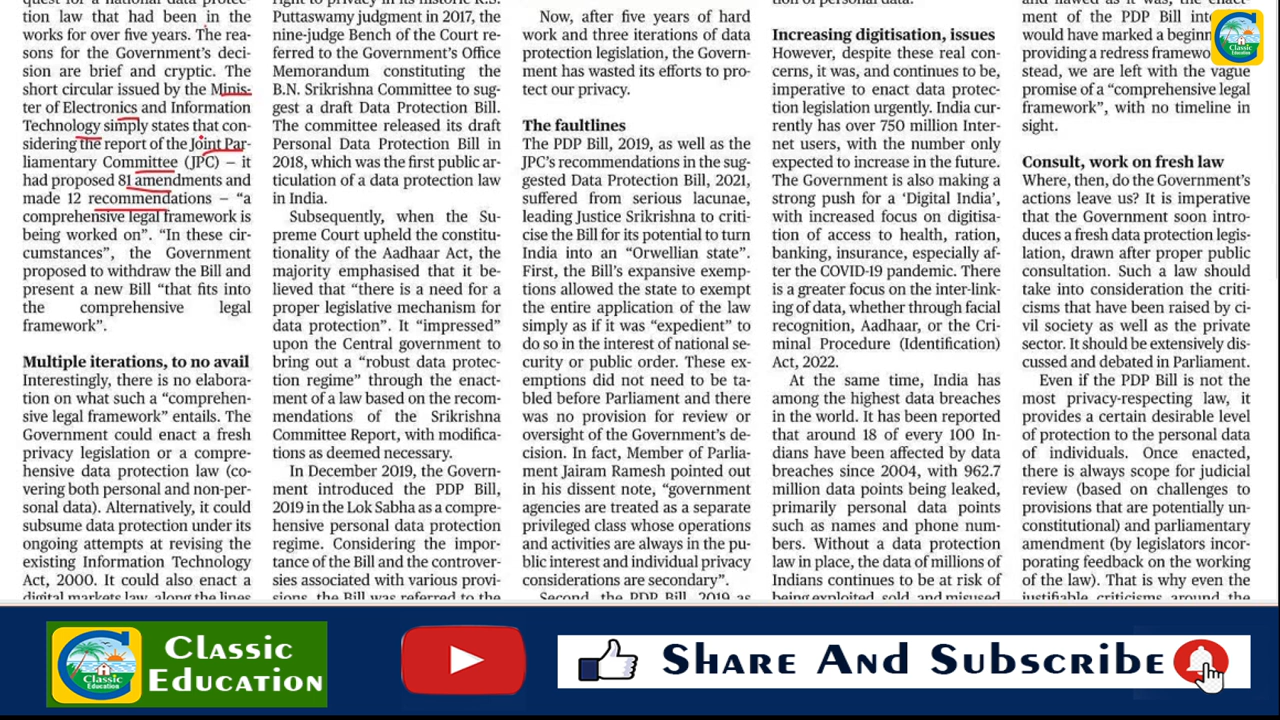 tion law that had been in the
works for over five years. The rea-
sons for the Government's deci-
sion are brief and cryptic. The
short circular issued by the Minis-
ter of Electronics and Information
Technology simply states that con-
sidering the report of the Joint Par-
liamentary Committee (JPC) – it
had proposed 81 amendments and
made 12 recommendations – “a
comprehensive legal framework is
being worked on”. “In these cir-
cumstances”, the Government
proposed to withdraw the Bill and
present a new Bill “that fits into
the comprehensive legal
framework”.
Multiple iterations, to no avail
Interestingly, there is no elabora-
tion on what such a “comprehen-
sive legal framework” entails. The
Government could enact a fresh
privacy legislation or a compre-
hensive data protection law (co-
vering both personal and non-per-
sonal data). Alternatively, it could
subsume data protection under its
ongoing attempts at revising the
existing Information Technology
Act, 2000. It could also enact a
digital markets law, along the lines
Puttaswamy judgment in 2017, the
nine-judge Bench of the Court re-
ferred to the Government's Office
Memorandum constituting the
B.N. Srikrishna Committee to sug-
gest a draft Data Protection Bill.
The committee released its draft
Personal Data Protection Bill in
2018, which was the first public ar-
ticulation of a data protection law
in India.
Subsequently, when the Su-
preme Court upheld the constitu-
tionality of the Aadhaar Act, the
majority emphasised that it be-
lieved that “there is a need for a
proper legislative mechanism for
data protection”. It “impressed”
upon the Central government to
bring out a “robust data protec-
tion regime” through the enact-
ment of a law based on the recom-
mendations of the Srikrishna
Committee Report, with modifica-
tions as deemed necessary.
In December 2019, the Govern-
ment introduced the PDP Bill,
2019 in the Lok Sabha as a compre-
hensive personal data protection
regime. Considering the impor-
tance of the Bill and the controver-
sies associated with various provi-
sions, the Bill was referred to the
Now, after five years of hard
work and three iterations of data
protection legislation, the Govern-
ment has wasted its efforts to pro-
tect our privacy.
The faultlines
The PDP Bill, 2019, as well as the
JPC's recommendations in the sug-
gested Data Protection Bill, 2021,
suffered from serious lacunae,
leading Justice Srikrishna to criti-
cise the Bill for its potential to turn
India into an “Orwellian state”.
First, the Bill's expansive exemp-
tions allowed the state to exempt
the entire application of the law
simply as if it was “expedient” to
do so in the interest of national se-
curity or public order. These ex-
emptions did not need to be ta-
bled before Parliament and there
was no provision for review or
oversight of the Government's de-
cision. In fact, Member of Parlia-
ment Jairam Ramesh pointed out
in his dissent note, “government
agencies are treated as a separate
privileged class whose operations
and activities are always in the pu-
blic interest and individual privacy
considerations are secondary”.
Second, the PDP Bill, 2019 as
tion of personal data.
Increasing digitisation, issues
However, despite these real con-
cerns, it was, and continues to be,
imperative to enact data protec-
tion legislation urgently. India cur-
rently has over 750 million Inter-
net users, with the number only
expected to increase in the future.
The Government is also making a
strong push for a ‘Digital India’,
with increased focus on digitisa-
tion of access to health, ration,
banking, insurance, especially af-
ter the COVID-19 pandemic. There
is a greater focus on the inter-link-
ing of data, whether through facial
recognition, Aadhaar, or the Cri-
minal Procedure (Identification)
Act, 2022.
At the same time, India has
among the highest data breaches
in the world. It has been reported
that around 18 of every 100 In-
dians have been affected by data
breaches since 2004, with 962.7
million data points being leaked,
primarily personal data points
such as names and phone num-
bers. Without a data protection
law in place, the data of millions of
Indians continues to be at risk of
being exploited, sold, and misused
ment of the PDP Bill
would have marked a
providing a redress
stead, we are left with the vague
promise of a “comprehensive legal
framework”, with no timeline in
sight.
Consult, work on fresh law
Where, then, do the Government's
actions leave us? It is imperative
that the Government soon intro-
duces a fresh data protection legis-
lation, drawn after proper public
consultation. Such a law should
take into consideration the criti-
cisms that have been raised by ci-
vil society as well as the private
sector. It should be extensively dis-
cussed and debated in Parliament.
Even if the PDP Bill is not the
most privacy-respecting law, it
provides a certain desirable level
of protection to the personal data
of individuals. Once enacted,
there is always scope for judicial
review (based on challenges to
provisions that are potentially un-
constitutional) and parliamentary
amendment (by legislators incor-
porating feedback on the working
of the law). That is why even the
justifiable criticisms around the
Classic
Education
Classic
Education
Classic
Education
Share And Subscribe